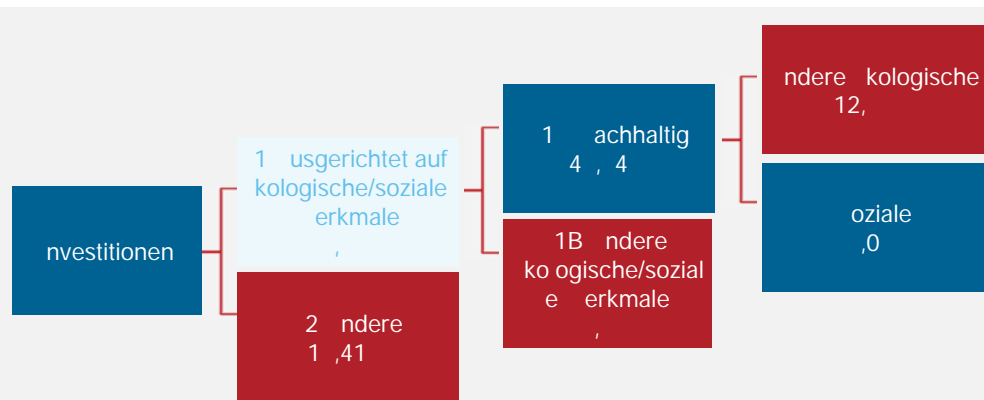 nvestitionen
1 usgerichtet auf
kologische/soziale
erkmale
,
2 ndere
1 ,41
1 achhaltig
4 , 4
1B ndere
ko ogische/sozial
e erkmale
,
ndere kologische
12,
oziale
,0